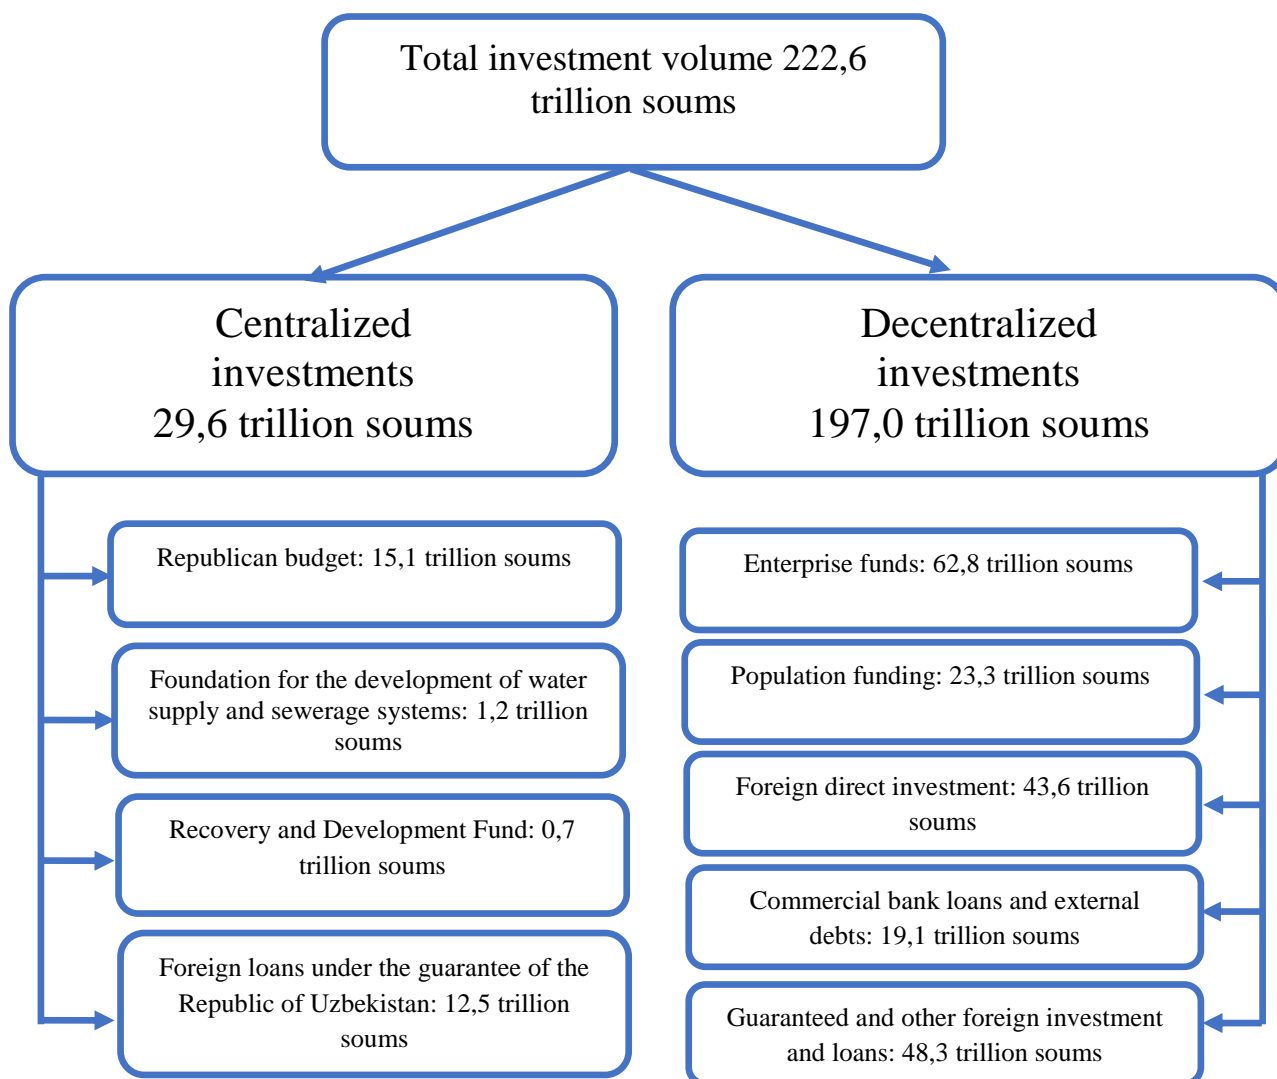 Total investment volume 222,6
trillion soums
Centralized
investments
29,6 trillion soums
Decentralized
investments
197,0 trillion soums
Republican budget: 15,1 trillion soums
Foundation for the development of water
supply and sewerage systems: 1,2 trillion
soums
Recovery and Development Fund: 0,7
trillion soums
Foreign loans under the guarantee of the
Republic of Uzbekistan: 12,5 trillion
soums
Enterprise funds: 62,8 trillion soums
Population funding: 23,3 trillion soums
Foreign direct investment: 43,6 trillion
soums
Commercial bank loans and external
debts: 19,1 trillion soums
Guaranteed and other foreign investment
and loans: 48,3 trillion soums